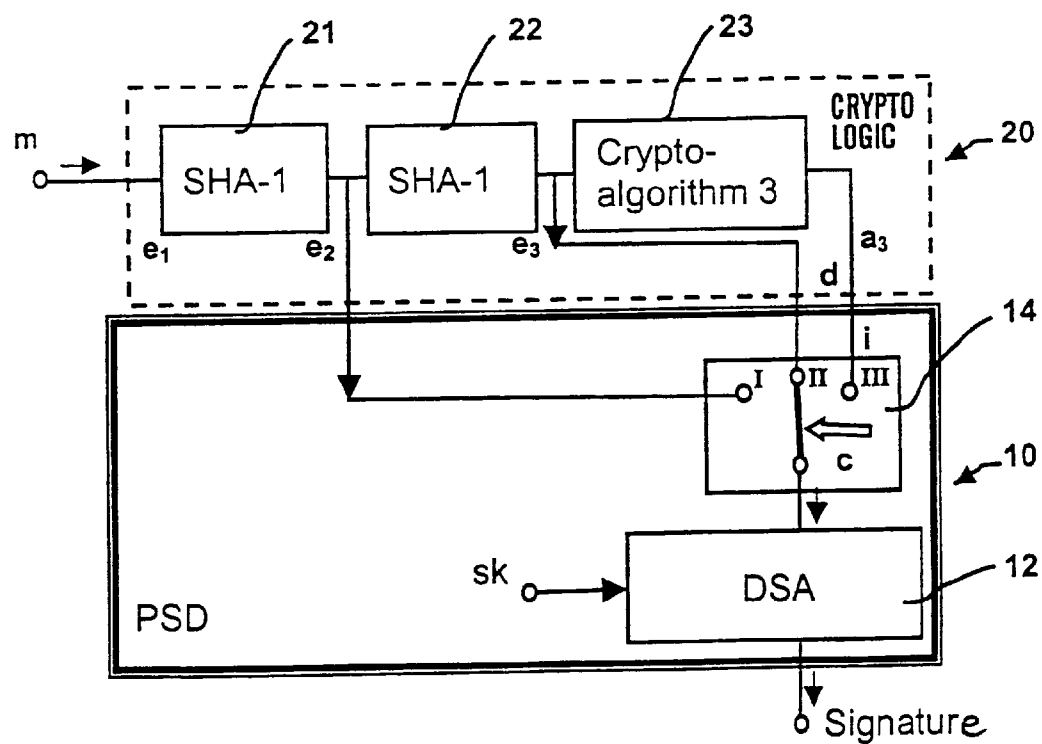 21
22
23
CRYPTO
LOGIC
20
m
SHA-1
SHA-1
Crypto-
algorithm 3
e₁
e₂
e₃
a₃
d
i
14
I
II
III
c
10
sk
DSA
12
PSD
Signature